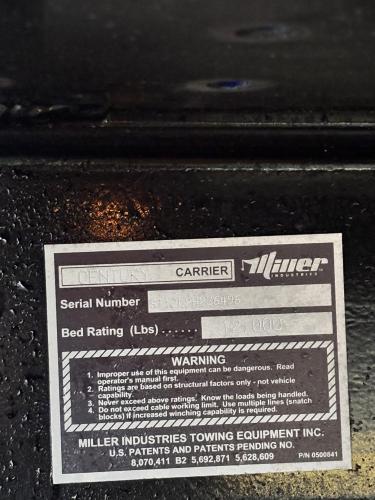 CENTURY CARRIER Miller INDUSTRIES
Serial Number
Bed Rating (Lbs) ...... 12,000
WARNING
1. Improper use of this equipment can be dangerous. Read
operator's manual first.
2. Ratings are based on structural factors only - not vehicle
capability.
3. Never exceed above ratings. Know the loads being handled.
4. Do not exceed cable working limit. Use multiple lines (snatch
blocks) if increased winching capability is required.
MILLER INDUSTRIES TOWING EQUIPMENT INC.
U.S. PATENTS AND PATENTS PENDING NO.
8,070,411 B2 5,692,871 5,628,609
P/N 0500541